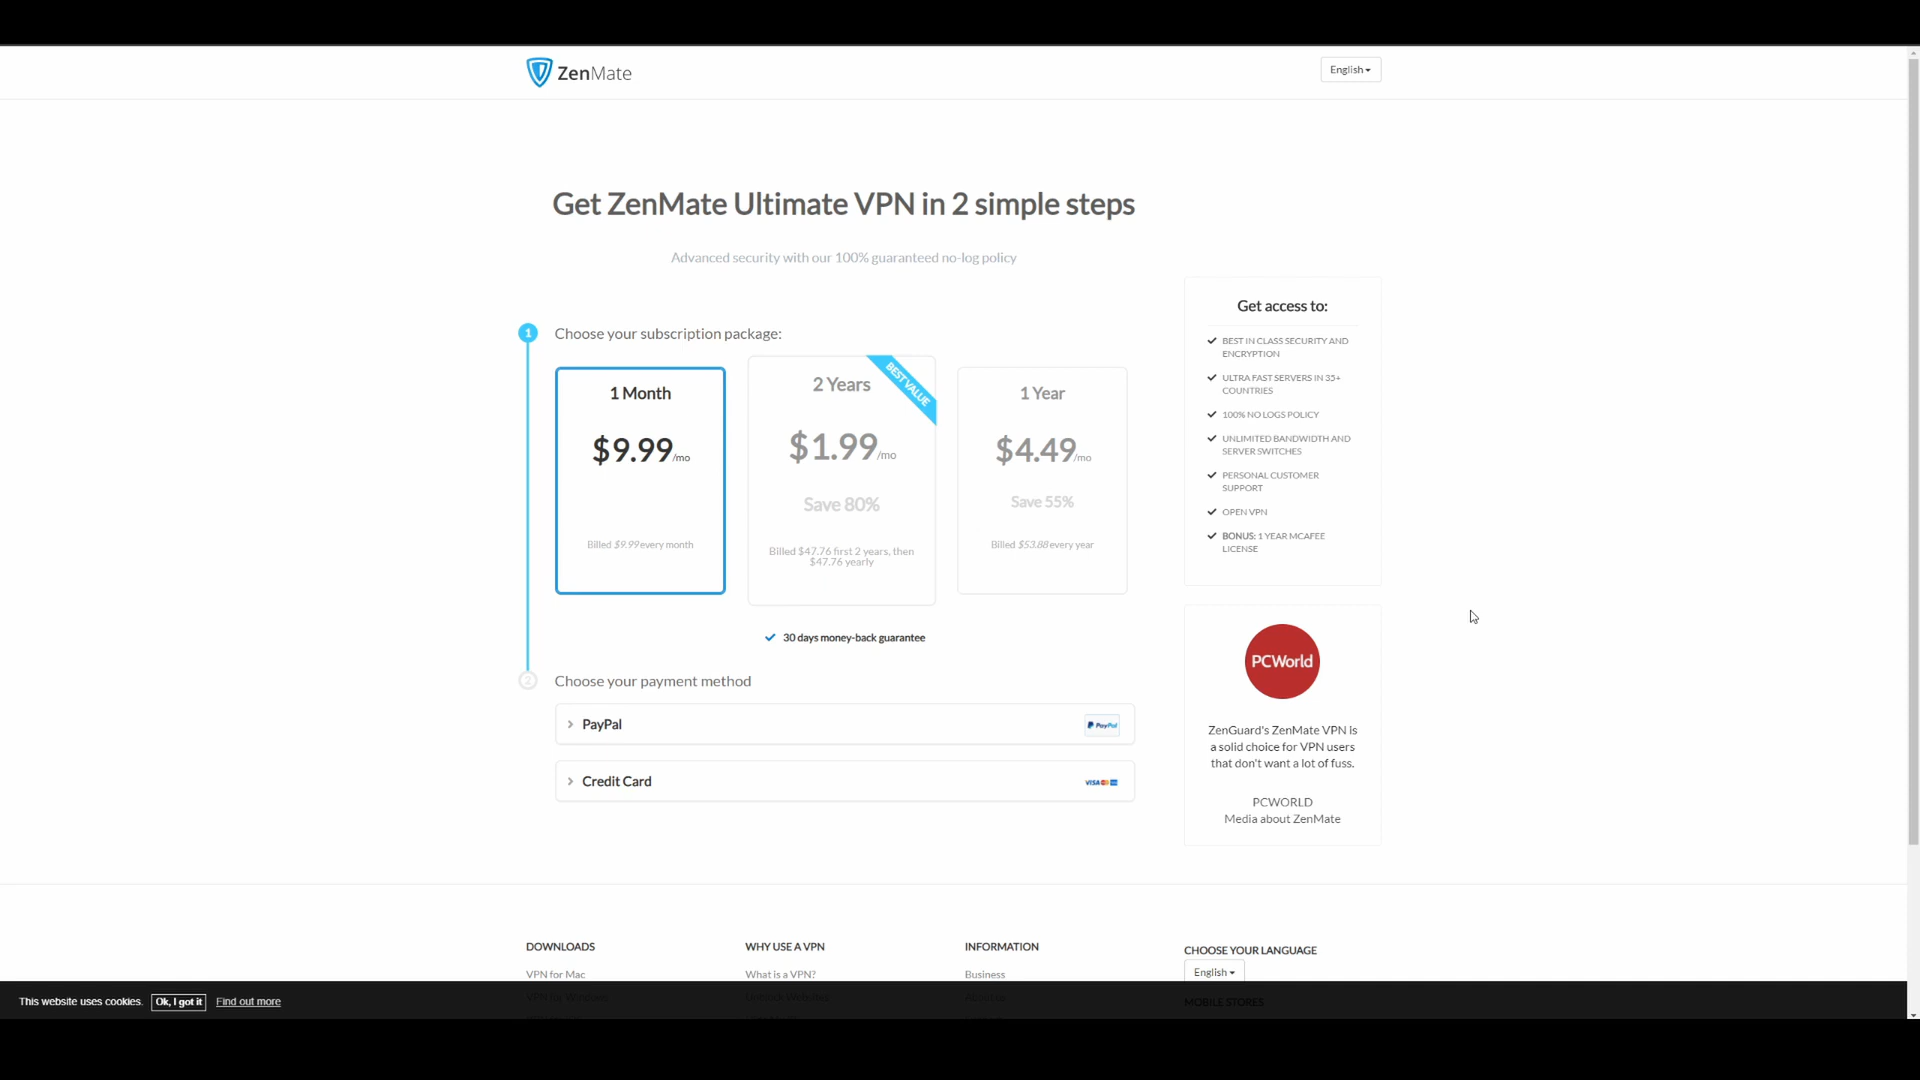 ZenMate
English
Get ZenMate Ultimate VPN in 2 simple steps
Advanced security with our 100% guaranteed no-log policy
1
Choose your subscription package:
1 Month
$9.99/mo
Billed $9.99 every month
2 Years
BEST VALUE
$1.99/mo
Save 80%
Billed $47.76 first 2 years, then
$47.76 yearly
1 Year
$4.49/mo
Save 55%
Billed $53.88 every year
30 days money-back guarantee
2
Choose your payment method
PayPal
PayPal
Credit Card
VISA
Get access to:
BEST IN CLASS SECURITY AND
ENCRYPTION
ULTRA FAST SERVERS IN 35+
COUNTRIES
100% NO LOGS POLICY
UNLIMITED BANDWIDTH AND
SERVER SWITCHES
PERSONAL CUSTOMER
SUPPORT
OPEN VPN
BONUS: 1 YEAR MCAFEE
LICENSE
PCWorld
ZenGuard's ZenMate VPN is
a solid choice for VPN users
that don't want a lot of fuss.
PCWORLD
Media about ZenMate
DOWNLOADS
VPN for Mac
VPN for Windows
WHY USE A VPN
What is a VPN?
Unblock Websites
INFORMATION
Business
CHOOSE YOUR LANGUAGE
English
MOBILE STORES
This website uses cookies. Ok, I got it Find out more